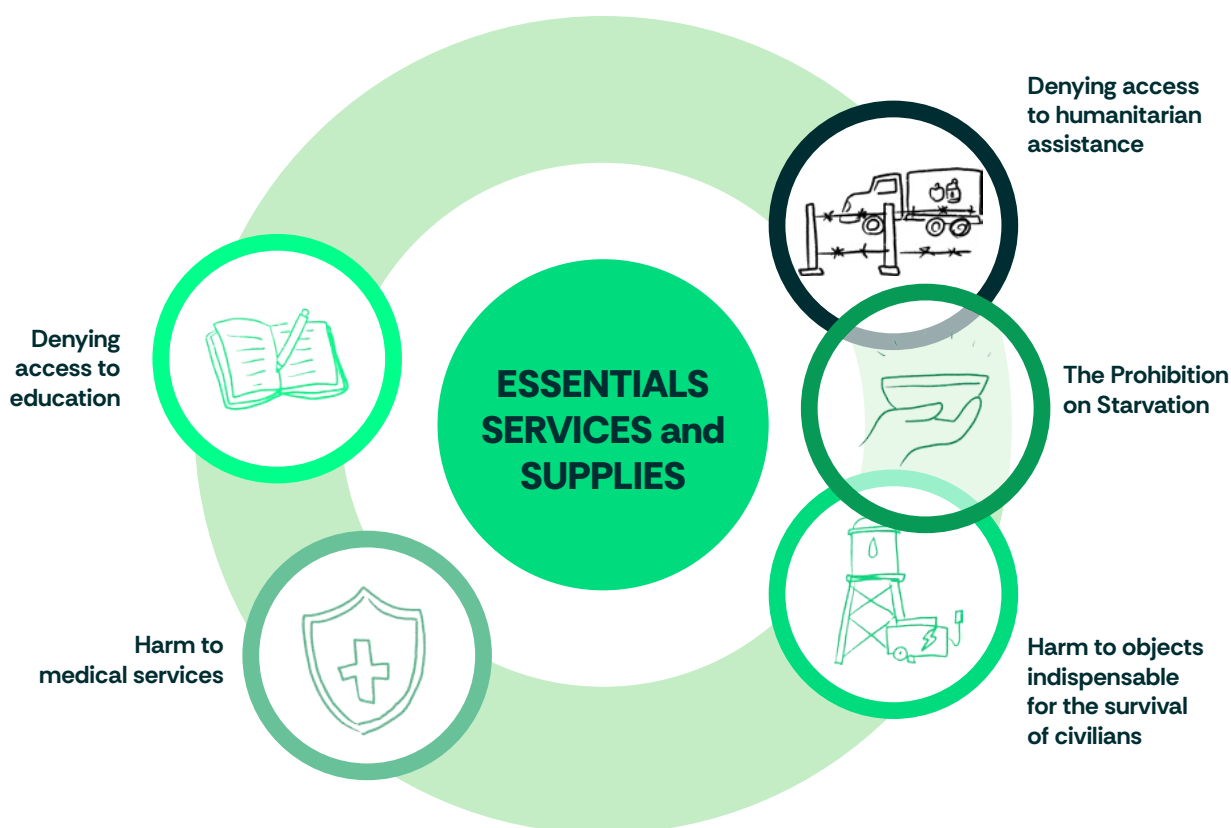 Denying access
to humanitarian
assistance
Denying
access to
education
ESSENTIALS
SERVICES and
SUPPLIES
The Prohibition
on Starvation
Harm to
medical services
Harm to objects
indispensable
for the survival
of civilians